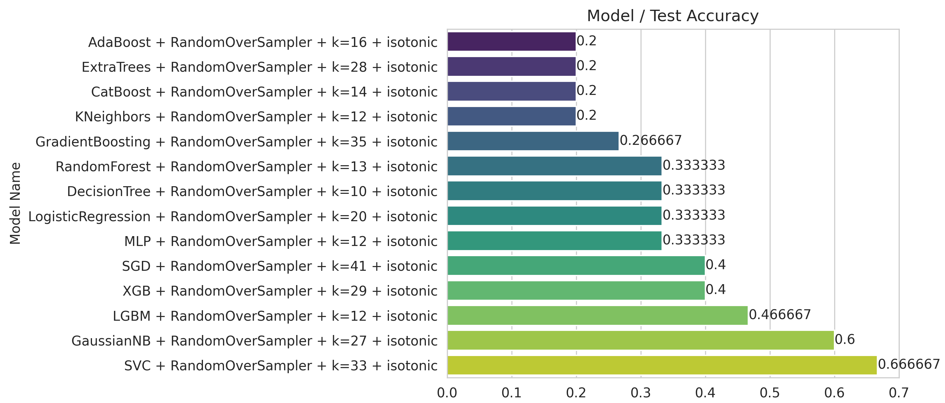 Model / Test Accuracy
Model Name
AdaBoost + RandomOverSampler + k=16 + isotonic 0.2
ExtraTrees + RandomOverSampler + k=28 + isotonic 0.2
CatBoost + RandomOverSampler + k=14 + isotonic 0.2
KNeighbors + RandomOverSampler + k=12 + isotonic 0.2
GradientBoosting + RandomOverSampler + k=35 + isotonic 0.266667
RandomForest + RandomOverSampler + k=13 + isotonic 0.333333
DecisionTree + RandomOverSampler + k=10 + isotonic 0.333333
LogisticRegression + RandomOverSampler + k=20 + isotonic 0.333333
MLP + RandomOverSampler + k=12 + isotonic 0.333333
SGD + RandomOverSampler + k=41 + isotonic 0.4
XGB + RandomOverSampler + k=29 + isotonic 0.4
LGBM + RandomOverSampler + k=12 + isotonic 0.466667
GaussianNB + RandomOverSampler + k=27 + isotonic 0.6
SVC + RandomOverSampler + k=33 + isotonic 0.666667
0.0 0.1 0.2 0.3 0.4 0.5 0.6 0.7